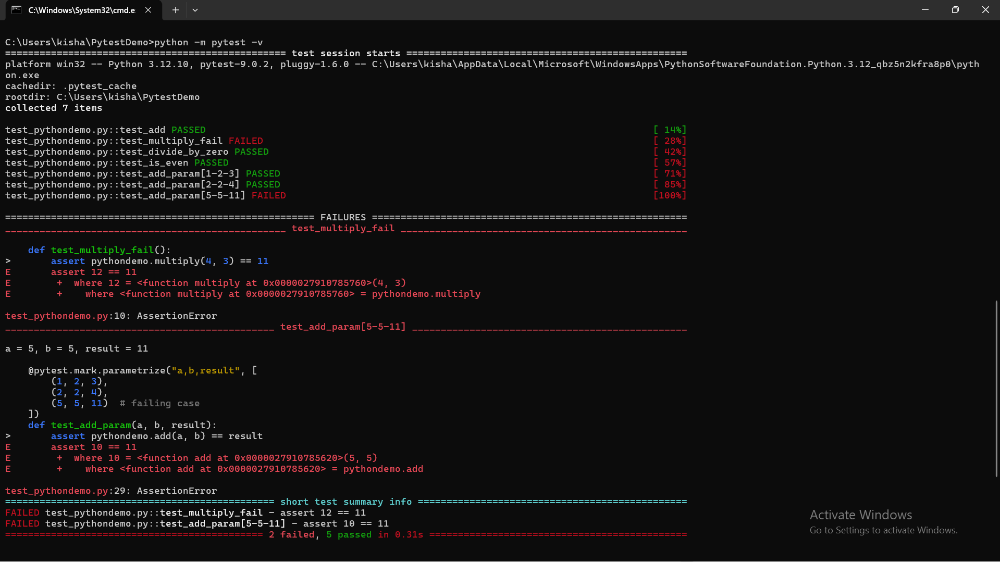 C:\Windows\System32\cmd.e
C:\Users\kisha\PytestDemo>python -m pytest -v
================================================= test session starts =================================================
platform win32 -- Python 3.12.10, pytest-9.0.2, pluggy-1.6.0 -- C:\Users\kisha\AppData\Local\Microsoft\WindowsApps\PythonSoftwareFoundation.Python.3.12_qbz5n2kfra8p0\pyth
on.exe
cachedir: .pytest_cache
rootdir: C:\Users\kisha\PytestDemo
collected 7 items
test_pythondemo.py::test_add PASSED [ 14%]
test_pythondemo.py::test_multiply_fail FAILED [ 28%]
test_pythondemo.py::test_divide_by_zero PASSED [ 42%]
test_pythondemo.py::test_is_even PASSED [ 57%]
test_pythondemo.py::test_add_param[1-2-3] PASSED [ 71%]
test_pythondemo.py::test_add_param[2-2-4] PASSED [ 85%]
test_pythondemo.py::test_add_param[5-5-11] FAILED [100%]
====================================================== FAILURES =======================================================
_________________________________________________ test_multiply_fail __________________________________________________
    def test_multiply_fail():
>       assert pythondemo.multiply(4, 3) == 11
E       assert 12 == 11
E        +  where 12 = <function multiply at 0x0000027910785760>(4, 3)
E        +    where <function multiply at 0x0000027910785760> = pythondemo.multiply
test_pythondemo.py:10: AssertionError
_______________________________________________ test_add_param[5-5-11] ________________________________________________
a = 5, b = 5, result = 11
    @pytest.mark.parametrize("a,b,result", [
        (1, 2, 3),
        (2, 2, 4),
        (5, 5, 11)  # failing case
    ])
    def test_add_param(a, b, result):
>       assert pythondemo.add(a, b) == result
E       assert 10 == 11
E        +  where 10 = <function add at 0x0000027910785620>(5, 5)
E        +    where <function add at 0x0000027910785620> = pythondemo.add
test_pythondemo.py:29: AssertionError
=============================================== short test summary info ===============================================
FAILED test_pythondemo.py::test_multiply_fail - assert 12 == 11
FAILED test_pythondemo.py::test_add_param[5-5-11] - assert 10 == 11
============================================= 2 failed, 5 passed in 0.31s =============================================
Activate Windows
Go to Settings to activate Windows.